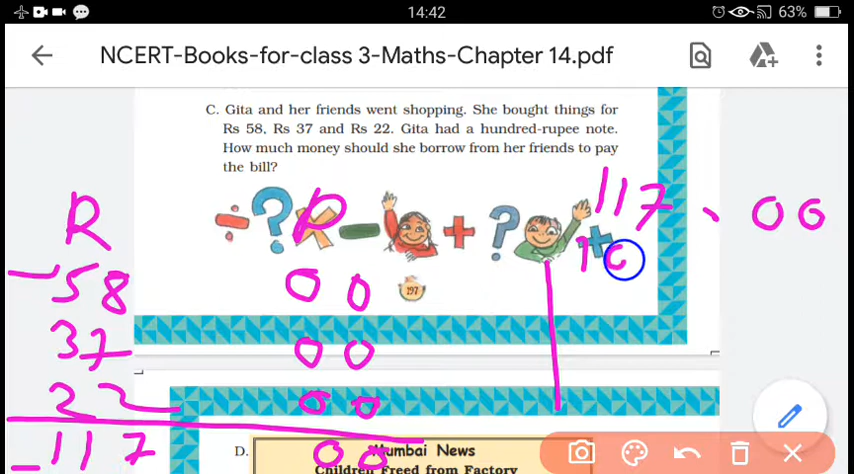 14:42
63%
NCERT-Books-for-class 3-Maths-Chapter 14.pdf
C. Gita and her friends went shopping. She bought things for
Rs 58, Rs 37 and Rs 22. Gita had a hundred-rupee note.
How much money should she borrow from her friends to pay
the bill?
R P
58 00
37 00
22 00
117 00
117.00
10
197
D. Mumbai News
Children Freed from Factory